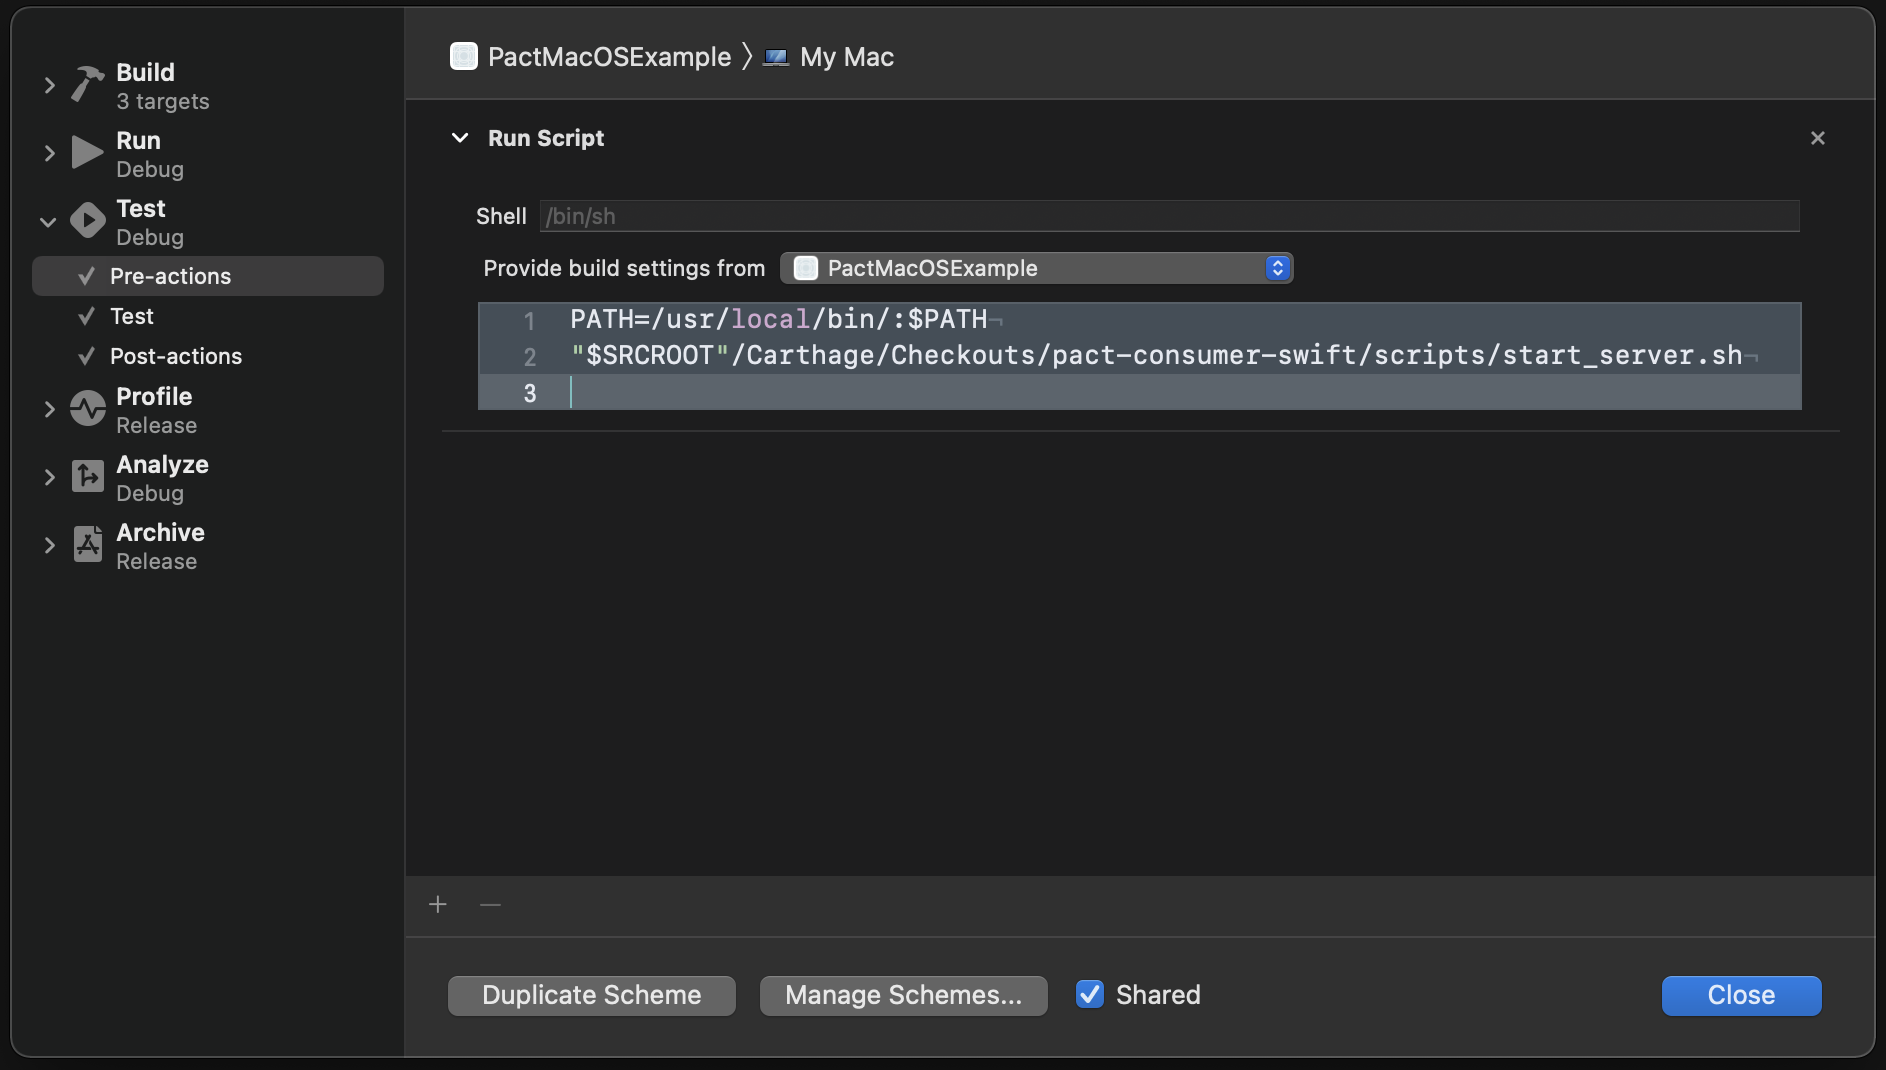 Build
3 targets
Run
Debug
Test
Debug
Pre-actions
Test
Post-actions
Profile
Release
Analyze
Debug
Archive
Release
PactMacOSExample 〉 My Mac
Run Script
Shell /bin/sh
Provide build settings from PactMacOSExample
1 PATH=/usr/local/bin/:$PATH¬
2 "$SRCROOT"/Carthage/Checkouts/pact-consumer-swift/scripts/start_server.sh¬
3
Duplicate Scheme Manage Schemes... Shared Close